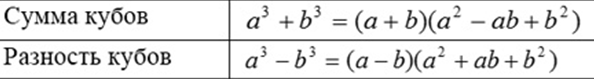 Сумма кубов a³ + b³ = (a + b)(a² − ab + b²)
Разность кубов a³ − b³ = (a − b)(a² + ab + b²)